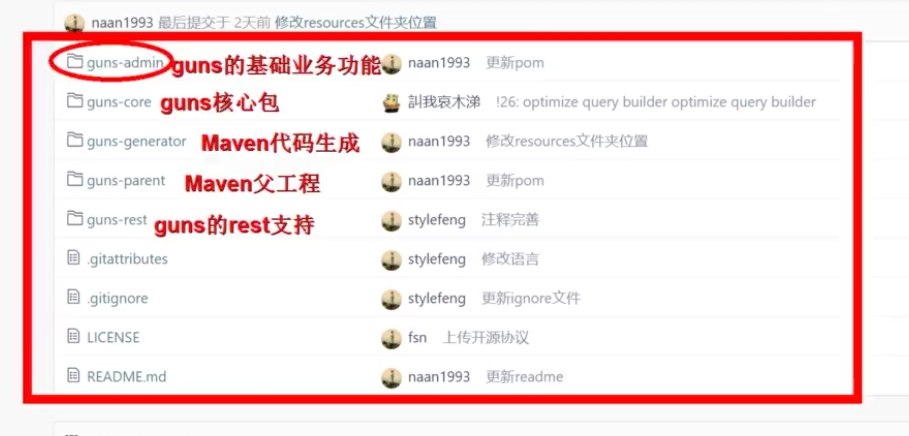 naan1993 最后提交于 2天前 修改resources文件夹位置
guns-admin guns的基础业务功能 naan1993 更新pom
guns-core guns核心包 訆我哀木涕 !26: optimize query builder optimize query builder
guns-generator Maven代码生成 naan1993 修改resources文件夹位置
guns-parent Maven父工程 naan1993 更新pom
guns-rest guns的rest支持 stylefeng 注释完善
.gitattributes stylefeng 修改语言
.gitignore stylefeng 更新ignore文件
LICENSE fsn 上传开源协议
README.md naan1993 更新readme